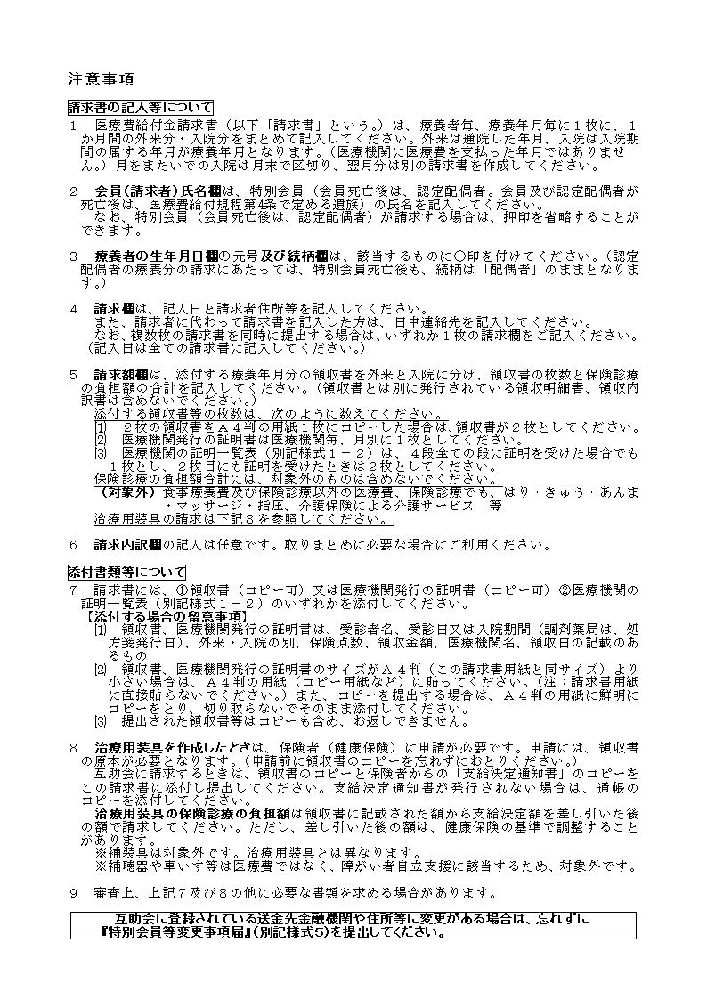 注意事項
請求書の記入等について
１　医療費給付金請求書（以下「請求書」という。）は、療養者毎、療養年月毎に１枚に、１
か月間の外来分・入院分をまとめて記入してください。外来は通院した年月、入院は入院期
間の属する年月が療養年月となります。（医療機関に医療費を支払った年月ではありませ
ん。）月をまたいでの入院は月末で区切り、翌月分は別の請求書を作成してください。
２　会員(請求者)氏名欄は、特別会員（会員死亡後は、認定配偶者。会員及び認定配偶者が
死亡後は、医療費給付規程第4条で定める遺族）の氏名を記入してください。
なお、特別会員（会員死亡後は、認定配偶者）が請求する場合は、押印を省略することが
できます。
３　療養者の生年月日欄の元号及び続柄欄は、該当するものに○印を付けてください。（認定
配偶者の療養分の請求にあたっては、特別会員死亡後も、続柄は「配偶者」のままとなりま
す。）
４　請求欄は、記入日と請求者住所等を記入してください。
また、請求者に代わって請求書を記入した方は、日中連絡先を記入してください。
なお、複数枚の請求書を同時に提出する場合は、いずれか１枚の請求欄をご記入ください。
（記入日は全ての請求書に記入してください。）
５　請求額欄は、添付する療養年月分の領収書を外来と入院に分け、領収書の枚数と保険診療
の負担額の合計を記入してください。（領収書とは別に発行されている領収明細書、領収内
訳書は含めないでください。）
添付する領収書等の枚数は、次のように数えてください。
[1]　２枚の領収書をＡ４判の用紙１枚にコピーした場合は、領収書が２枚としてください。
[2]　医療機関発行の証明書は医療機関毎、月別に１枚としてください。
[3]　医療機関の証明一覧表（別記様式１－２）は、４段全ての段に証明を受けた場合でも
１枚とし、２枚目にも証明を受けたときは２枚としてください。
保険診療の負担額合計には、対象外のものは含めないでください。
（対象外）食事療養費及び保険診療以外の医療費、保険診療でも、はり・きゅう・あんま
・マッサージ・指圧、介護保険による介護サービス　等
治療用装具の請求は下記８を参照してください。
６　請求内訳欄の記入は任意です。取りまとめに必要な場合にご利用ください。
添付書類等について
７　請求書には、①領収書（コピー可）又は医療機関発行の証明書（コピー可）②医療機関の
証明一覧表（別記様式１－２）のいずれかを添付してください。
【添付する場合の留意事項】
[1]　領収書、医療機関発行の証明書は、受診者名、受診日又は入院期間（調剤薬局は、処
方箋発行日）、外来・入院の別、保険点数、領収金額、医療機関名、領収日の記載のあ
るもの
[2]　領収書、医療機関発行の証明書のサイズがＡ４判（この請求書用紙と同サイズ）より
小さい場合は、Ａ４判の用紙（コピー用紙など）に貼ってください。（注：請求書用紙
に直接貼らないでください。）また、コピーを提出する場合は、Ａ４判の用紙に鮮明に
コピーをとり、切り取らないでそのまま添付してください。
[3]　提出された領収書等はコピーも含め、お返しできません。
８　治療用装具を作成したときは、保険者（健康保険）に申請が必要です。申請には、領収書
の原本が必要となります。（申請前に領収書のコピーを忘れずにおとりください。）
互助会に請求するときは、領収書のコピーと保険者からの「支給決定通知書」のコピーを
この請求書に添付し提出してください。支給決定通知書が発行されない場合は、通帳の
コピーを添付してください。
治療用装具の保険診療の負担額は領収書に記載された額から支給決定額を差し引いた後
の額で請求してください。ただし、差し引いた後の額は、健康保険の基準で調整すること
があります。
※補装具は対象外です。治療用装具とは異なります。
※補聴器や車いす等は医療費ではなく、障がい者自立支援に該当するため、対象外です。
９　審査上、上記７及び８の他に必要な書類を求める場合があります。
互助会に登録されている送金先金融機関や住所等に変更がある場合は、忘れずに
『特別会員等変更事項届』（別記様式５）を提出してください。